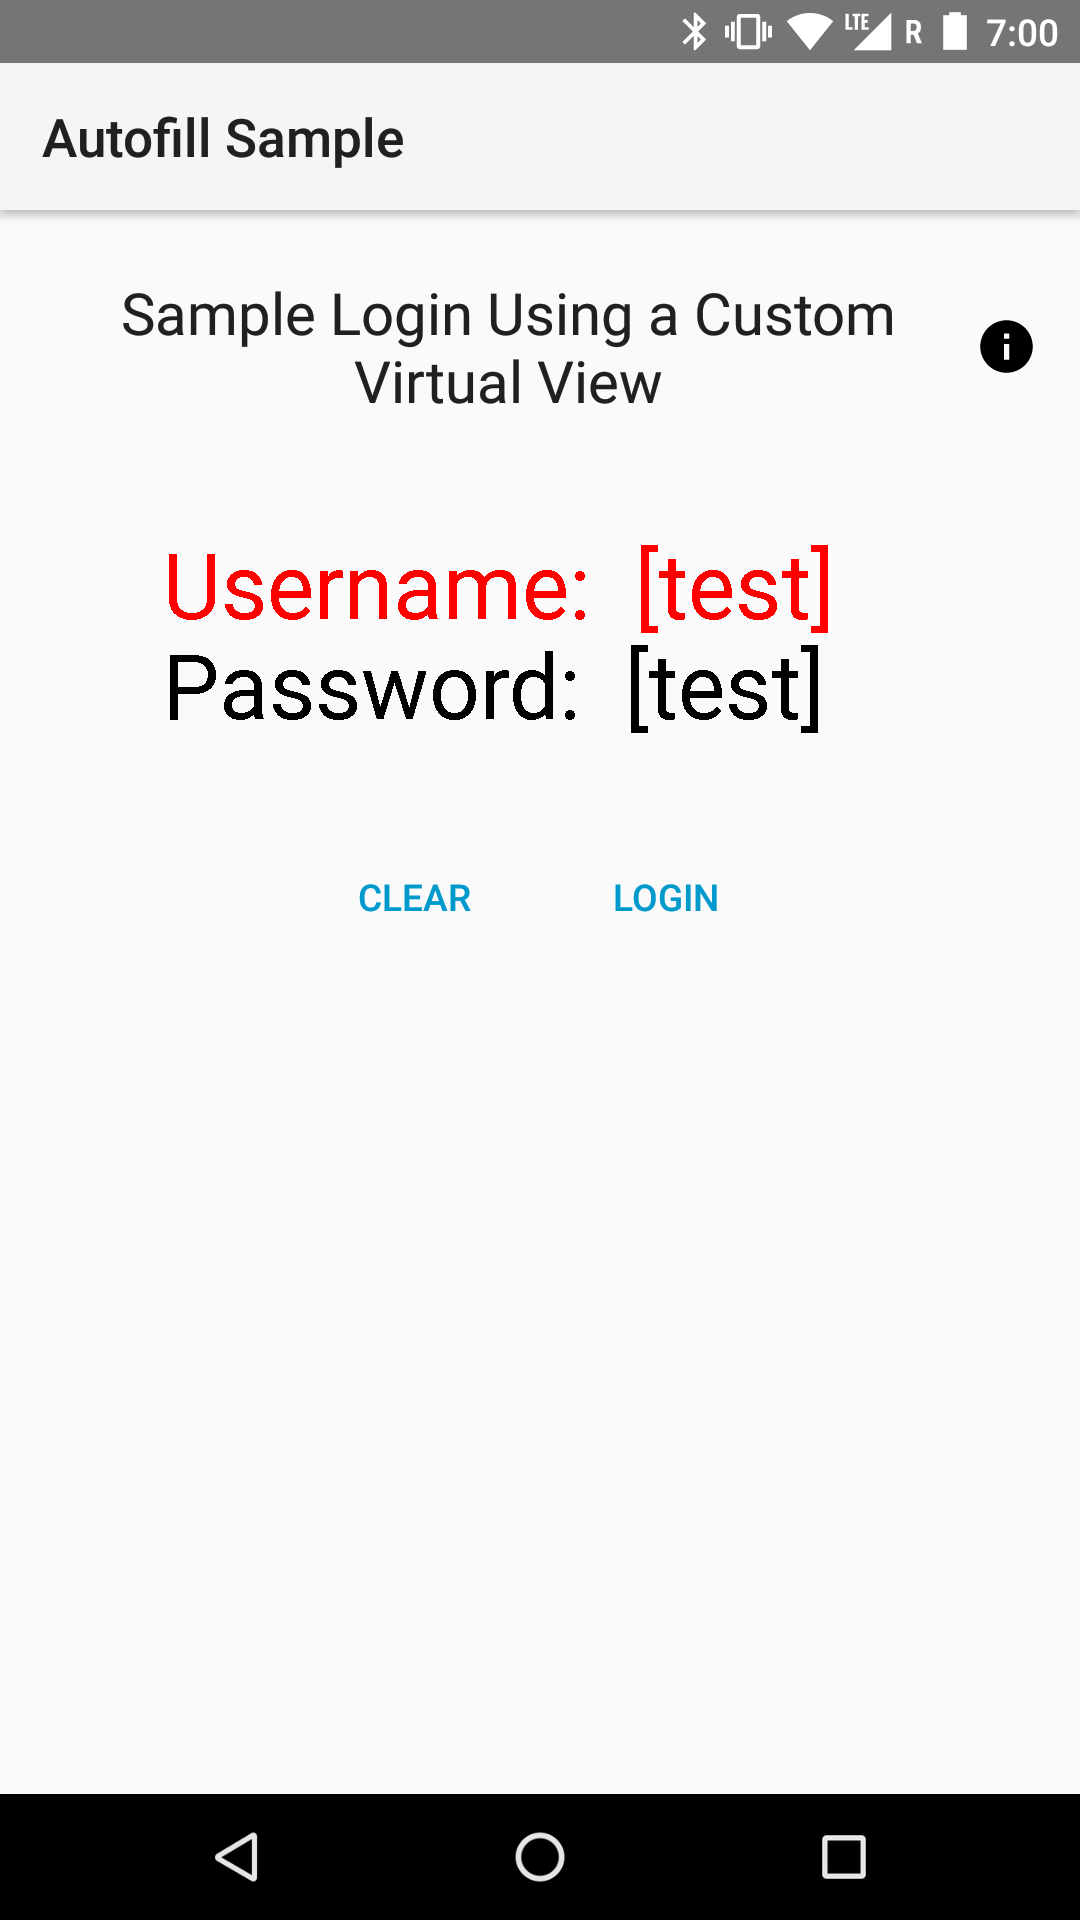 LTE R 7:00
Autofill Sample
Sample Login Using a Custom
Virtual View
Username: [test]
Password: [test]
CLEAR LOGIN